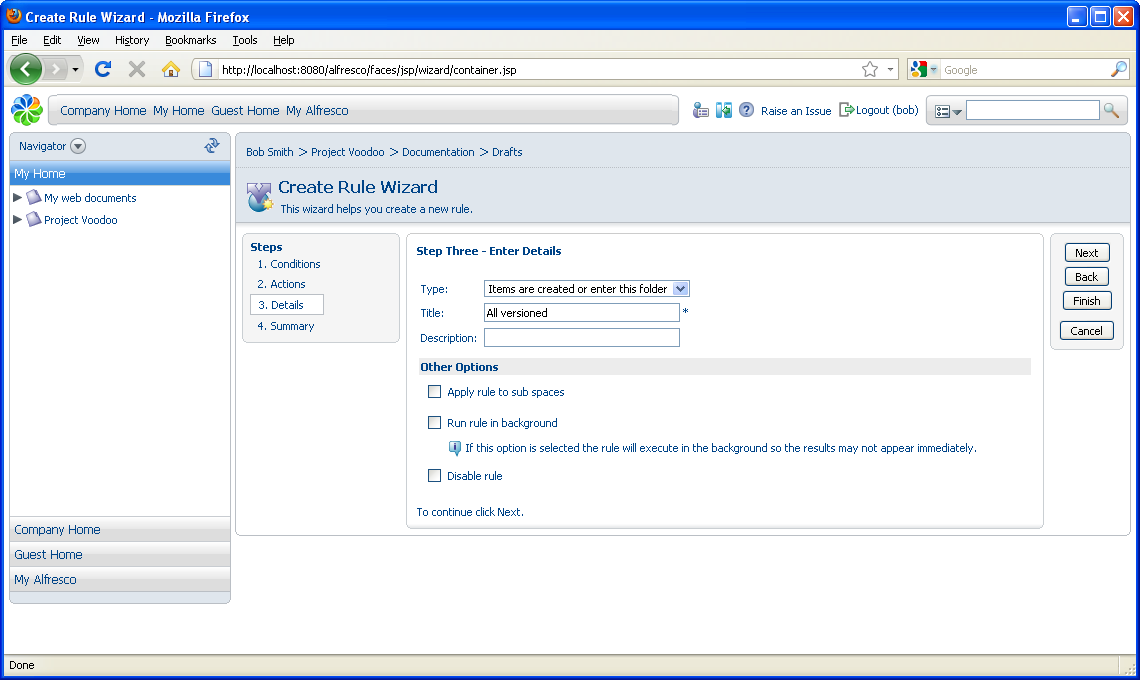 Create Rule Wizard - Mozilla Firefox
File Edit View History Bookmarks Tools Help
http://localhost:8080/alfresco/faces/jsp/wizard/container.jsp
Google
Company Home My Home Guest Home My Alfresco
Raise an Issue Logout (bob)
Navigator
My Home
My web documents
Project Voodoo
Company Home
Guest Home
My Alfresco
Bob Smith > Project Voodoo > Documentation > Drafts
Create Rule Wizard
This wizard helps you create a new rule.
Steps
1. Conditions
2. Actions
3. Details
4. Summary
Step Three - Enter Details
Type: Items are created or enter this folder
Title: All versioned *
Description:
Other Options
Apply rule to sub spaces
Run rule in background
If this option is selected the rule will execute in the background so the results may not appear immediately.
Disable rule
To continue click Next.
Next
Back
Finish
Cancel
Done